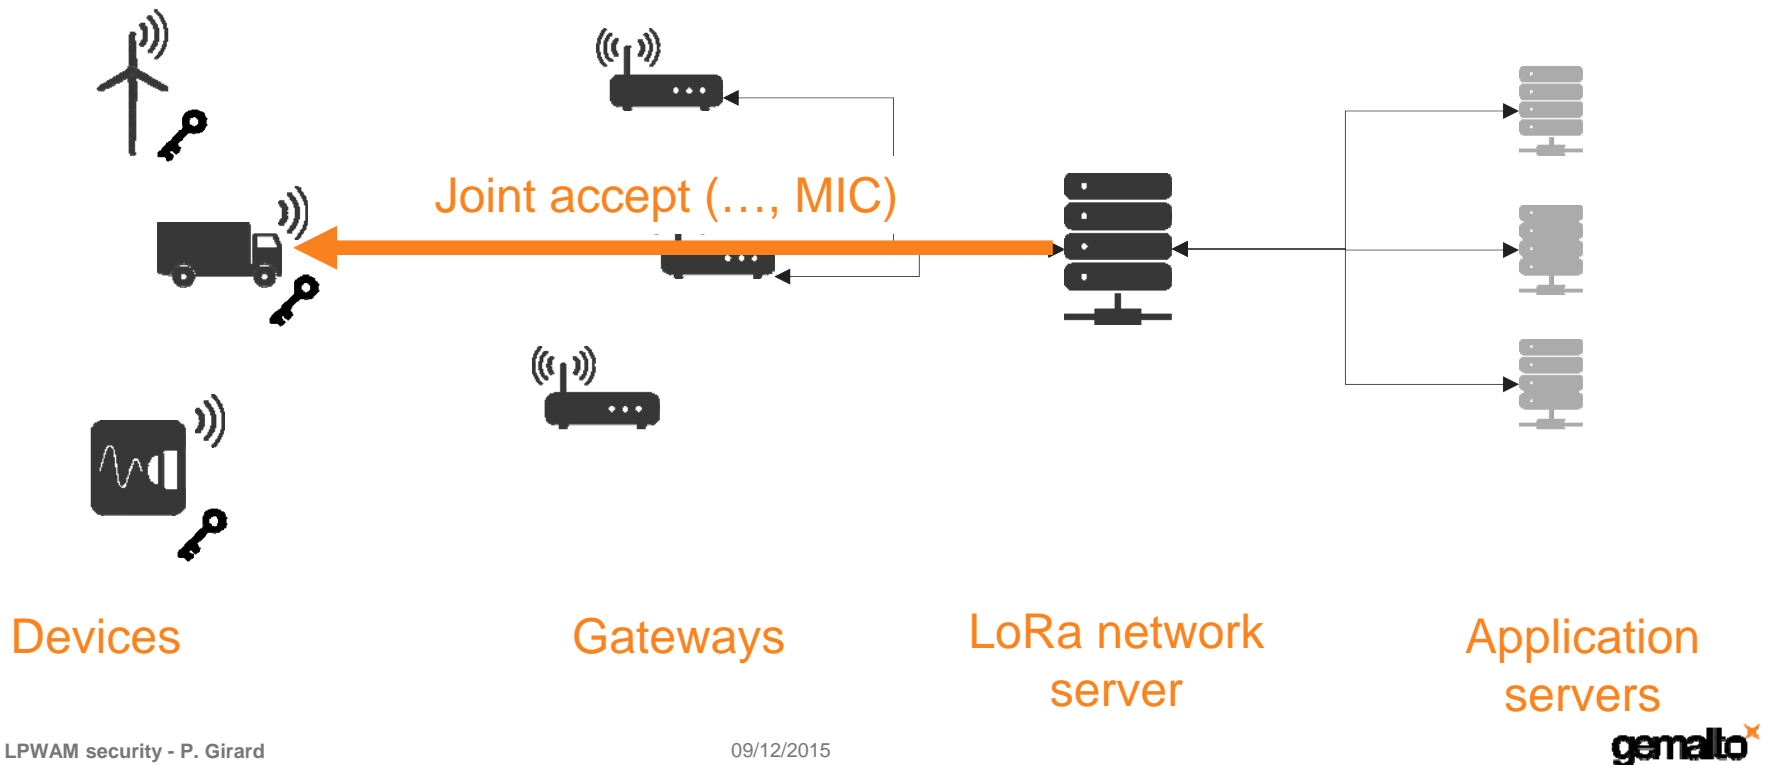 Joint accept (…, MIC)
Devices
Gateways
LoRa network
server
Application
servers
LPWAM security - P. Girard
09/12/2015
gemalto